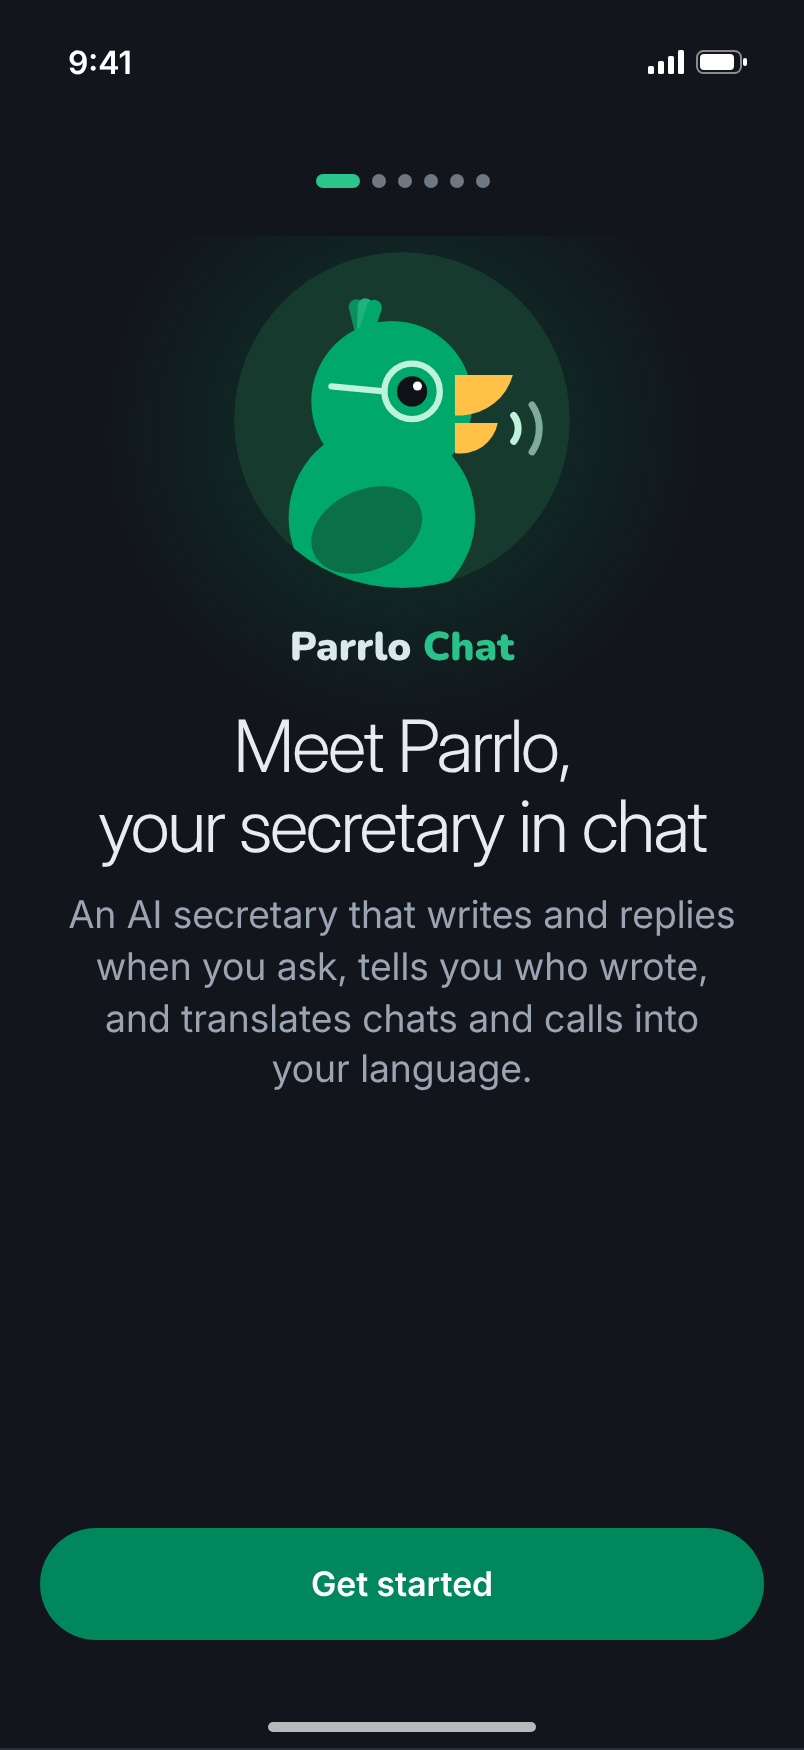 9:41
Parrlo Chat
Meet Parrlo,
your secretary in chat
An AI secretary that writes and replies
when you ask, tells you who wrote,
and translates chats and calls into
your language.
Get started